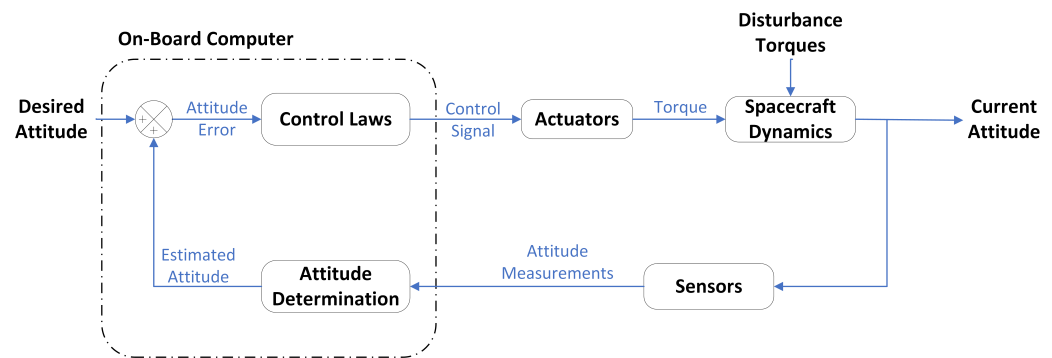 Disturbance
Torques
On-Board Computer
Desired
Attitude
+
+
Attitude
Error
Control Laws
Control
Signal
Actuators
Torque
Spacecraft
Dynamics
Current
Attitude
Estimated
Attitude
Attitude
Determination
Attitude
Measurements
Sensors